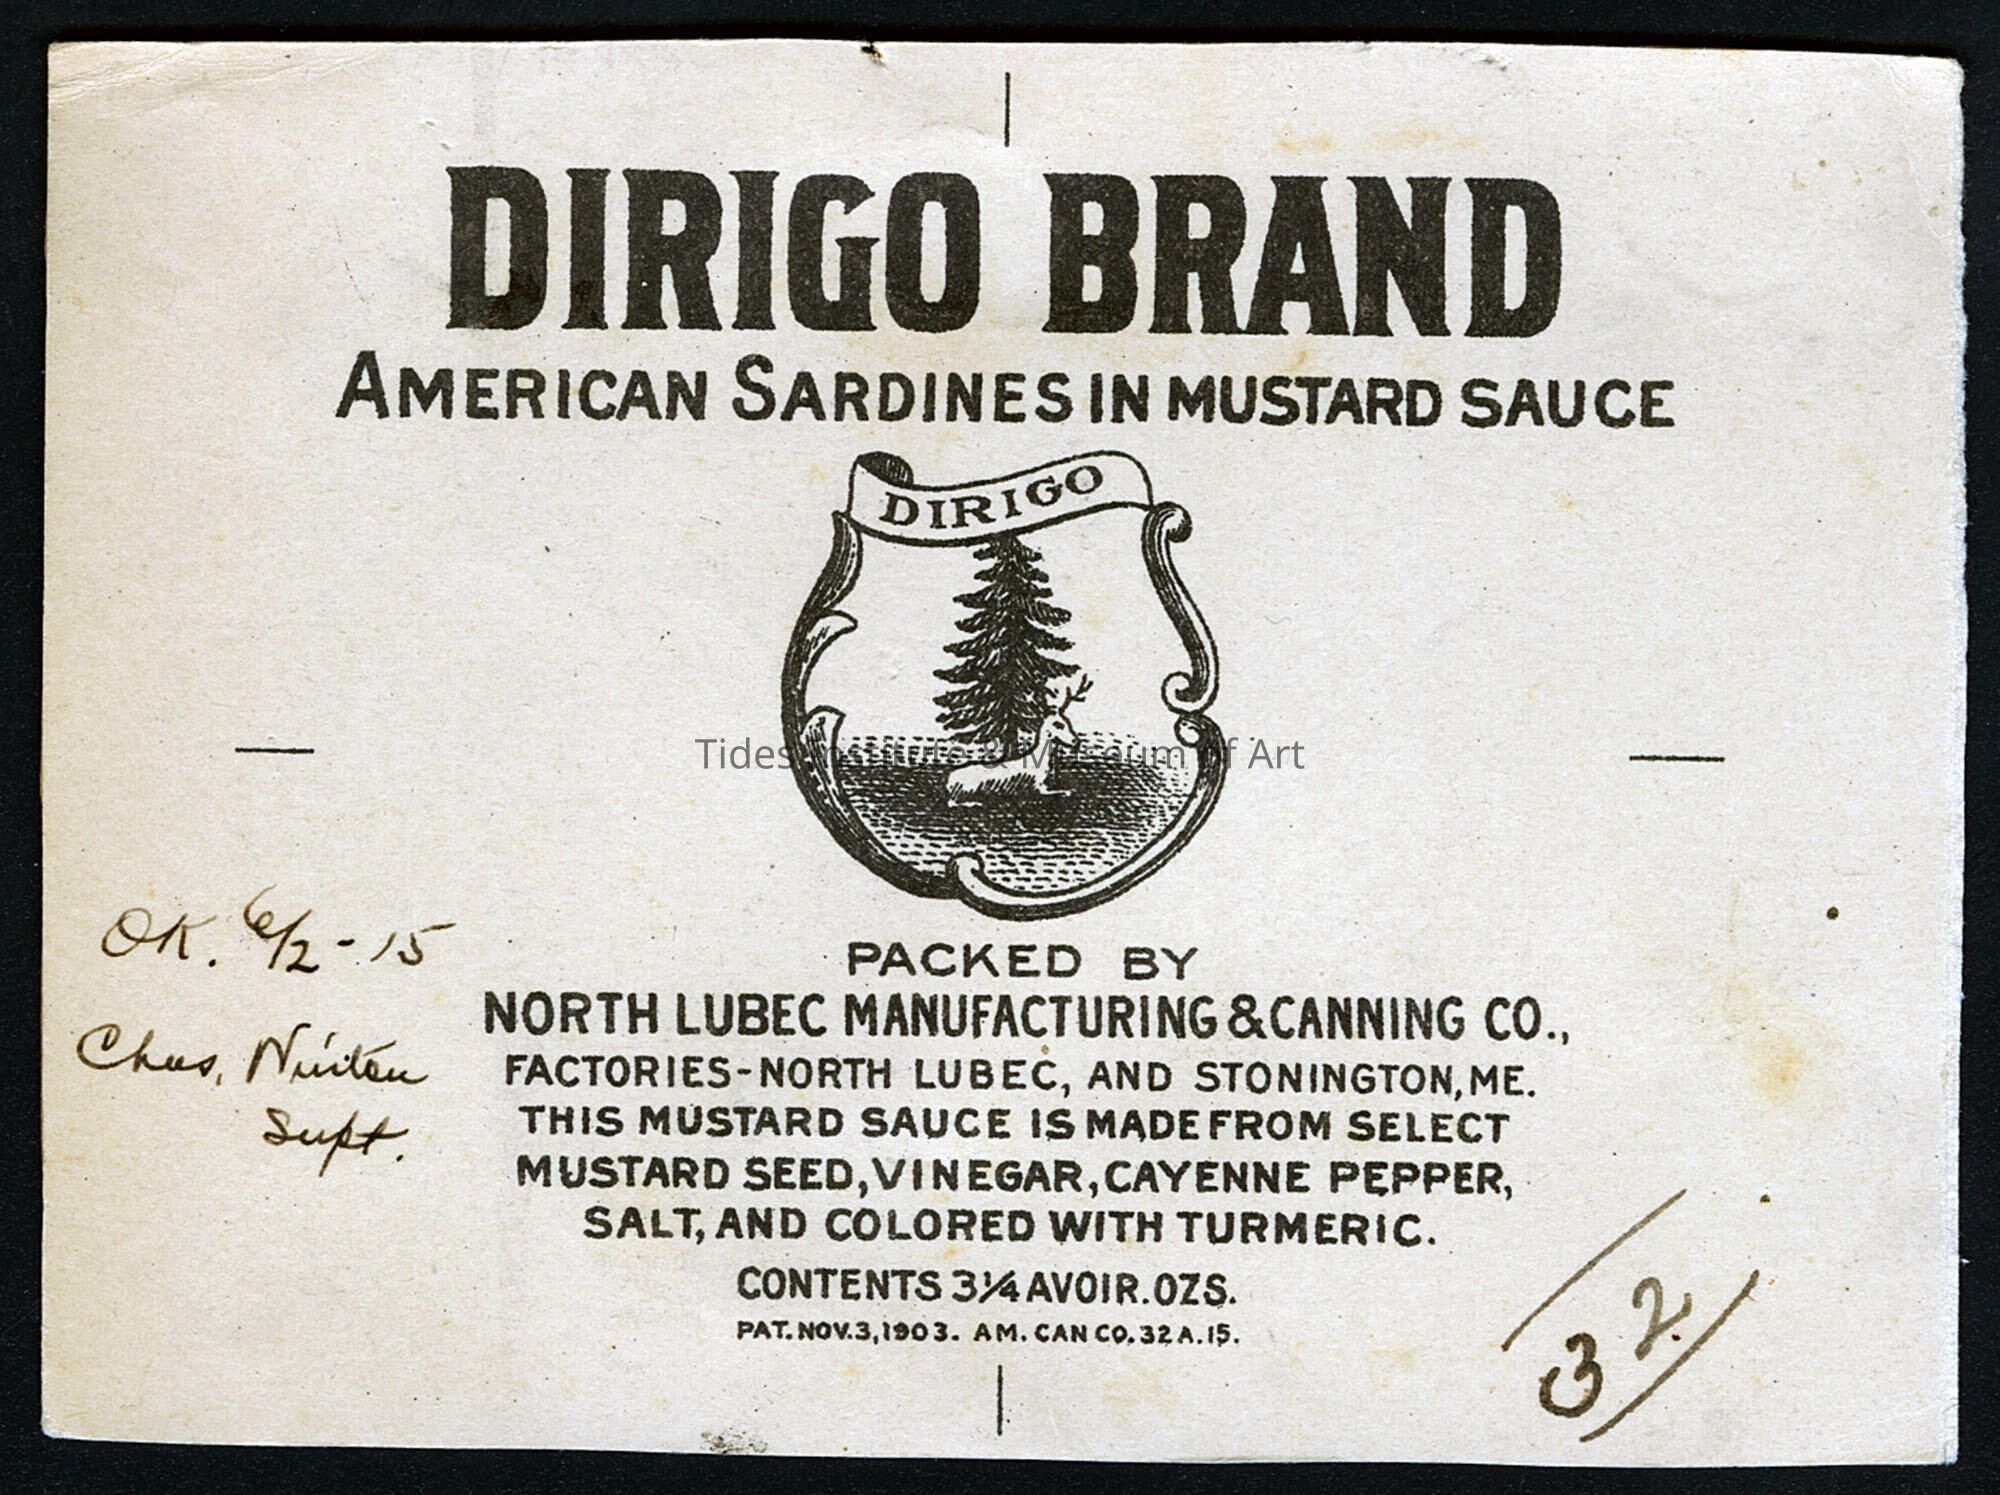 DIRIGO BRAND
AMERICAN SARDINES IN MUSTARD SAUCE
DIRIGO
Tides Institute & Museum of Art
OK. 6/2-15
Chas.
Supt.
PACKED BY
NORTH LUBEC MANUFACTURING & CANNING CO.,
FACTORIES-NORTH LUBEC, AND STONINGTON, ME.
THIS MUSTARD SAUCE IS MADE FROM SELECT
MUSTARD SEED, VINEGAR, CAYENNE PEPPER,
SALT, AND COLORED WITH TURMERIC.
CONTENTS 3¼ AVOIR. OZS.
PAT. NOV. 3, 1903. AM. CAN CO. 32 A. 15.
32